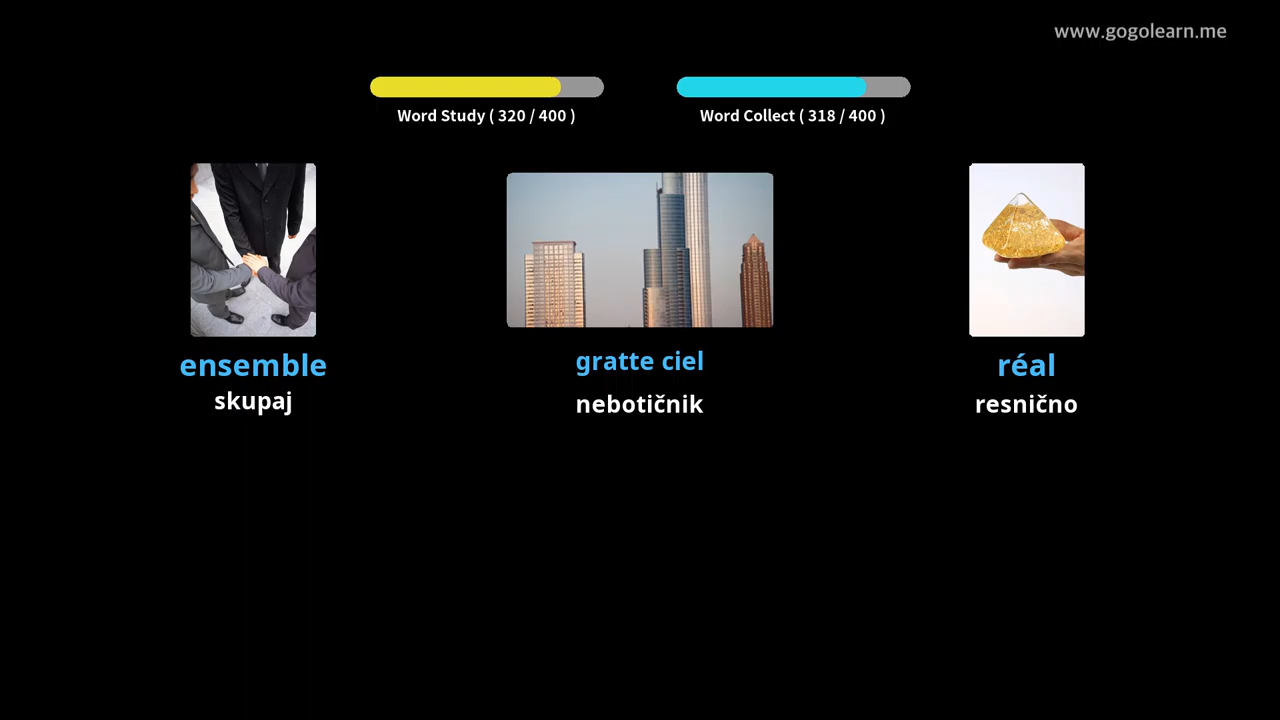 www.gogolearn.me
Word Study ( 320 / 400 )
Word Collect ( 318 / 400 )
ensemble
skupaj
gratte ciel
nebotičnik
réal
resnično